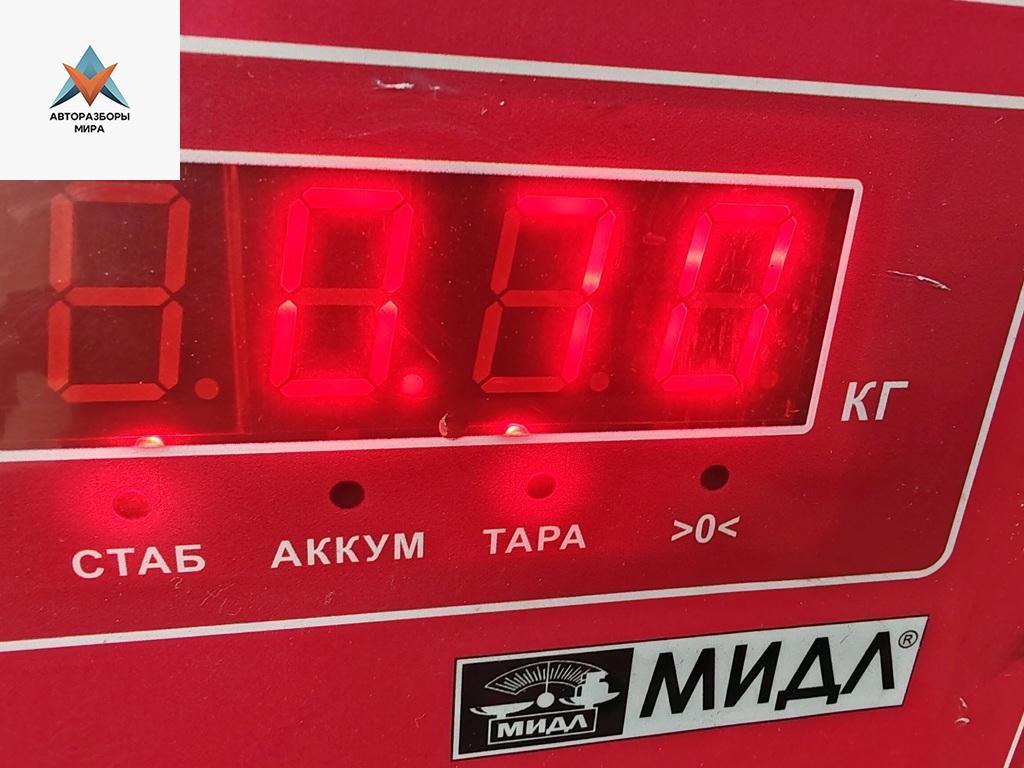 АВТОРАЗБОРЫ
МИРА
0.70
КГ
СТАБ АККУМ ТАРА >0<
МИДЛ МИДЛ®